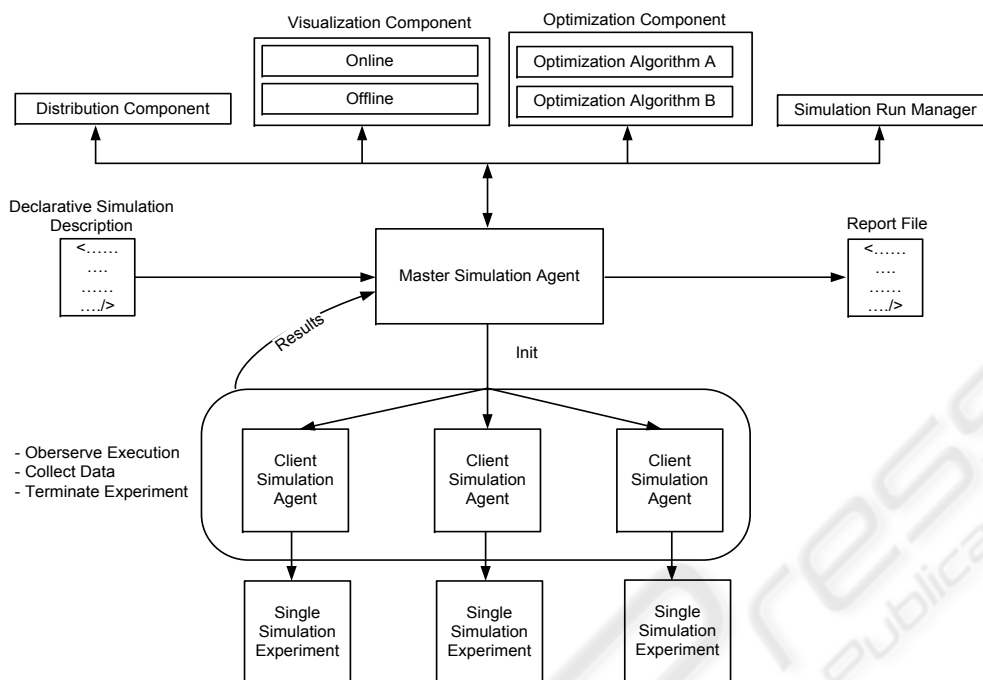 Visualization Component
Optimization Component
Online
Offline
Optimization Algorithm A
Optimization Algorithm B
Distribution Component
Simulation Run Manager
Declarative Simulation
Description
<......
....
......
..../>
Master Simulation Agent
Report File
<......
....
......
..../>
Results
Init
- Oberserve Execution
- Collect Data
- Terminate Experiment
Client
Simulation
Agent
Client
Simulation
Agent
Client
Simulation
Agent
Single
Simulation
Experiment
Single
Simulation
Experiment
Single
Simulation
Experiment